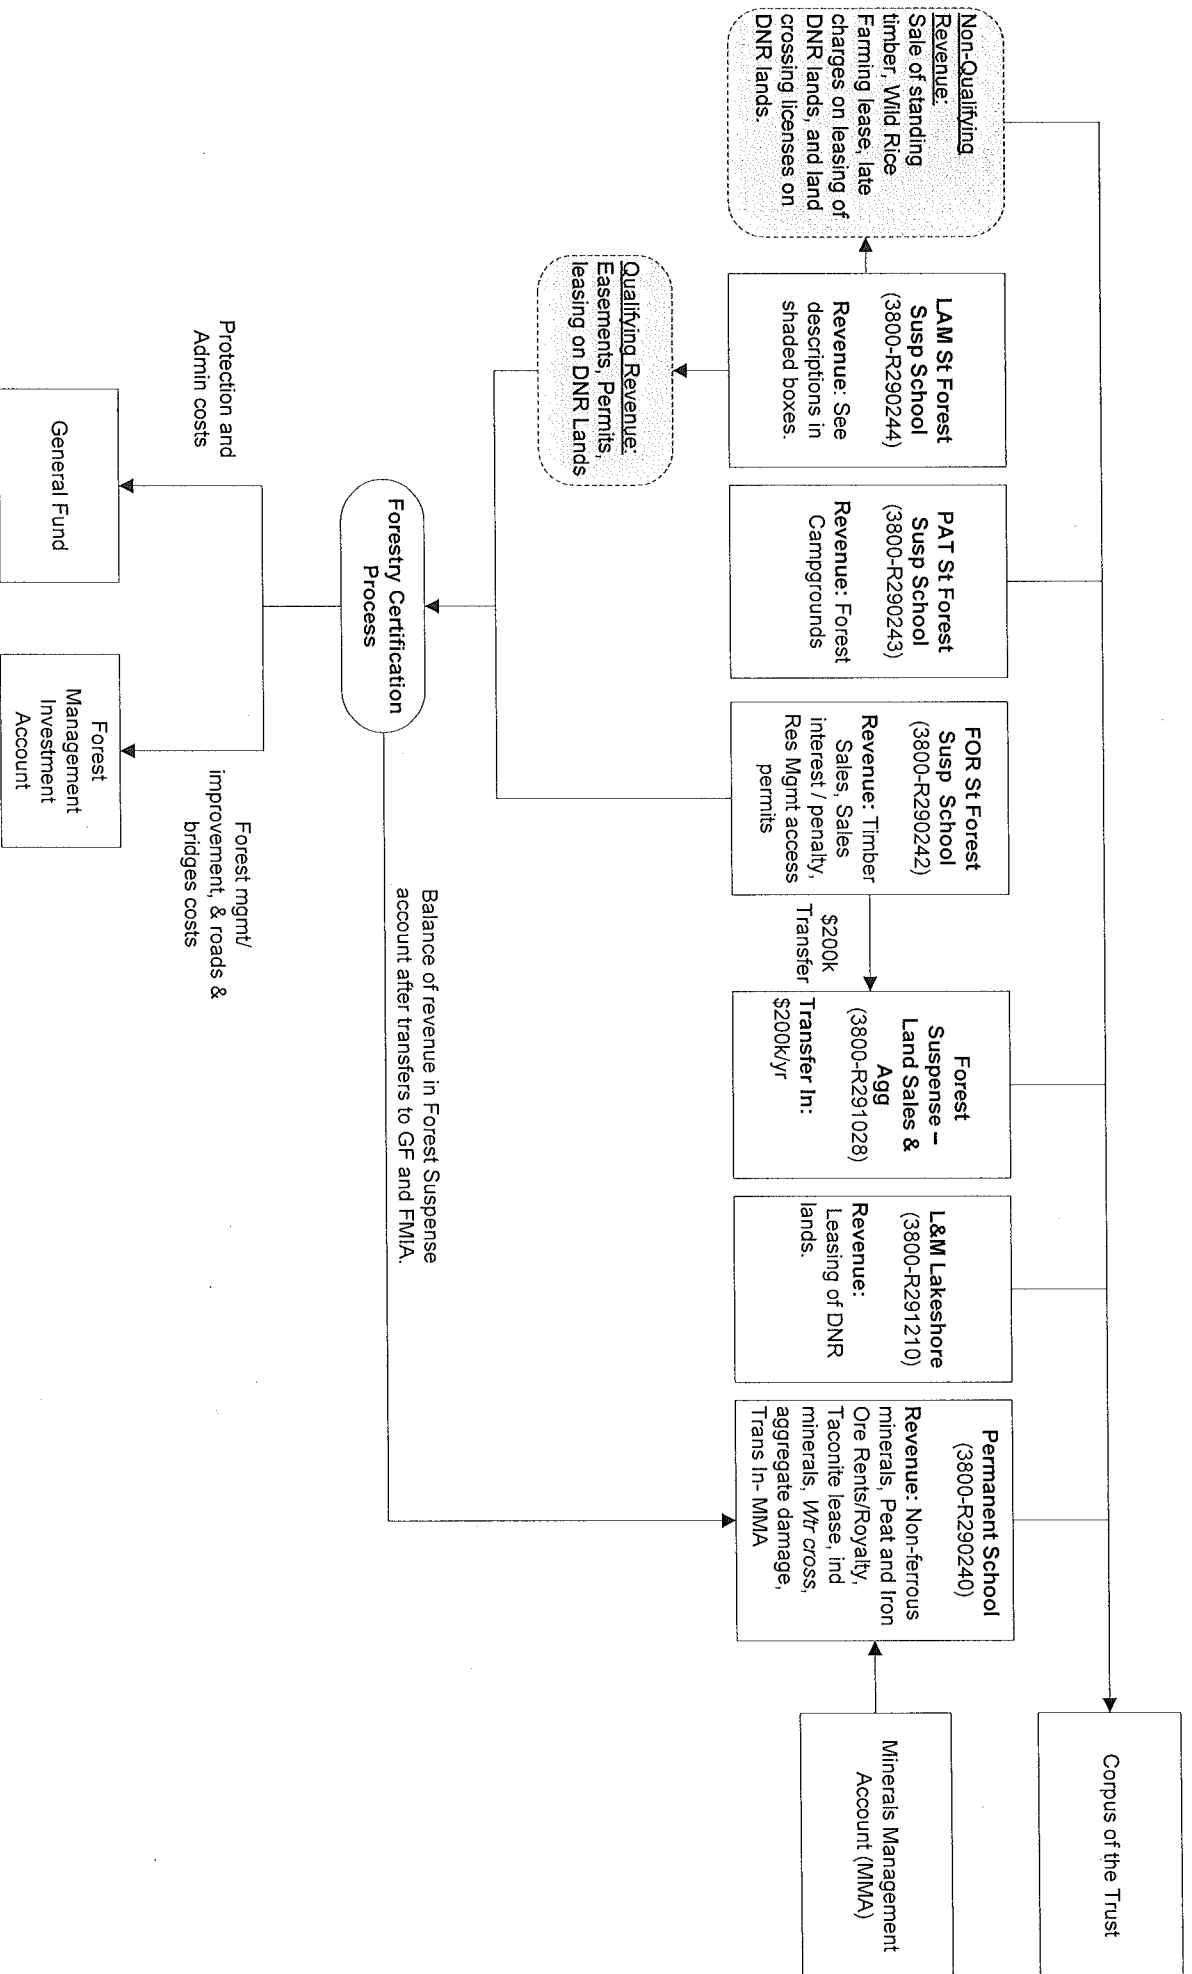 Corpus of the Trust
Minerals Management
Account (MMA)
Non-Qualifying
Revenue:
Sale of standing
timber, Wild Rice
Farming lease, late
charges on leasing of
DNR lands, and land
crossing licenses on
DNR lands.
LAM St Forest
Susp School
(3800-R290244)
Revenue: See
descriptions in
shaded boxes.
PAT St Forest
Susp School
(3800-R290243)
Revenue: Forest
Campgrounds
FOR St Forest
Susp School
(3800-R290242)
Revenue: Timber
Sales, Sales
interest / penalty,
Res Mgmt access
permits
$200k
Transfer
Forest
Suspense –
Land Sales &
Agg
(3800-R291028)
Transfer In:
$200k/yr
L&M Lakeshore
(3800-R291210)
Revenue:
Leasing of DNR
lands.
Permanent School
(3800-R290240)
Revenue: Non-ferrous
minerals, Peat and Iron
Ore Rents/Royalty,
Taconite lease, ind
minerals, Wtr cross,
aggregate damage,
Trans In- MMA
Qualifying Revenue:
Easements, Permits,
leasing on DNR Lands
Forestry Certification
Process
Balance of revenue in Forest Suspense
account after transfers to GF and FMIA.
Protection and
Admin costs
Forest mgmt/
improvement, & roads &
bridges costs
General Fund
Forest
Management
Investment
Account